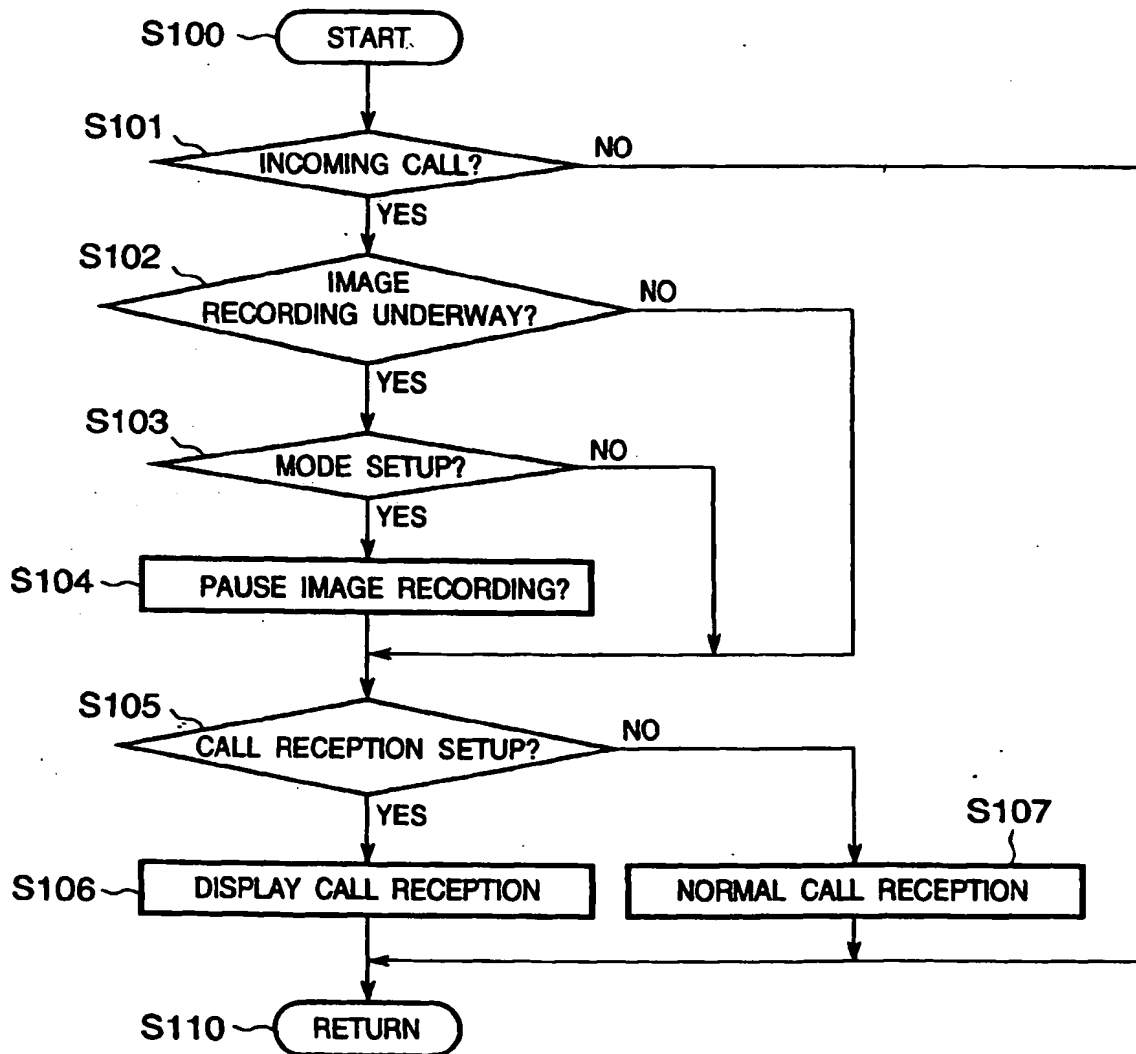 S100
START
S101
INCOMING CALL?
NO
YES
S102
IMAGE
RECORDING UNDERWAY?
NO
YES
S103
MODE SETUP?
NO
YES
S104
PAUSE IMAGE RECORDING?
S105
CALL RECEPTION SETUP?
NO
YES
S107
S106
DISPLAY CALL RECEPTION
NORMAL CALL RECEPTION
S110
RETURN